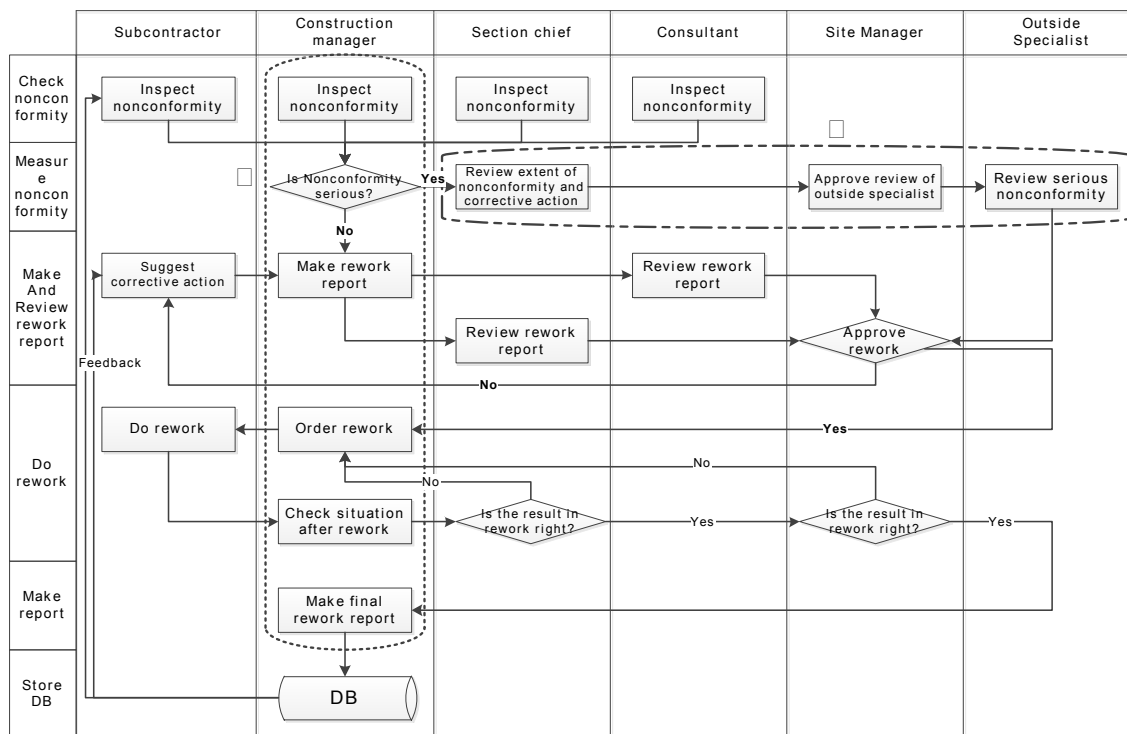 Subcontractor
Construction
manager
Section chief
Consultant
Site Manager
Outside
Specialist
Check
noncon
formity
Inspect
nonconformity
Inspect
nonconformity
Inspect
nonconformity
Inspect
nonconformity
Measur
e
noncon
formity
Is Nonconformity
serious?
Yes
Review extent of
nonconformity and
corrective action
Approve review of
outside specialist
Review serious
nonconformity
No
Make
And
Review
rework
report
Suggest
corrective action
Make rework
report
Review rework
report
Review rework
report
Approve
rework
Feedback
No
Do
rework
Do rework
Order rework
Yes
No
No
Check situation
after rework
Is the result in
rework right?
Yes
Is the result in
rework right?
Yes
Make
report
Make final
rework report
Store
DB
DB